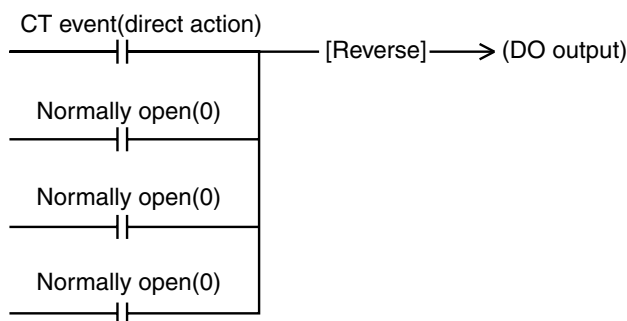 CT event(direct action)
[Reverse] (DO output)
Normally open(0)
Normally open(0)
Normally open(0)